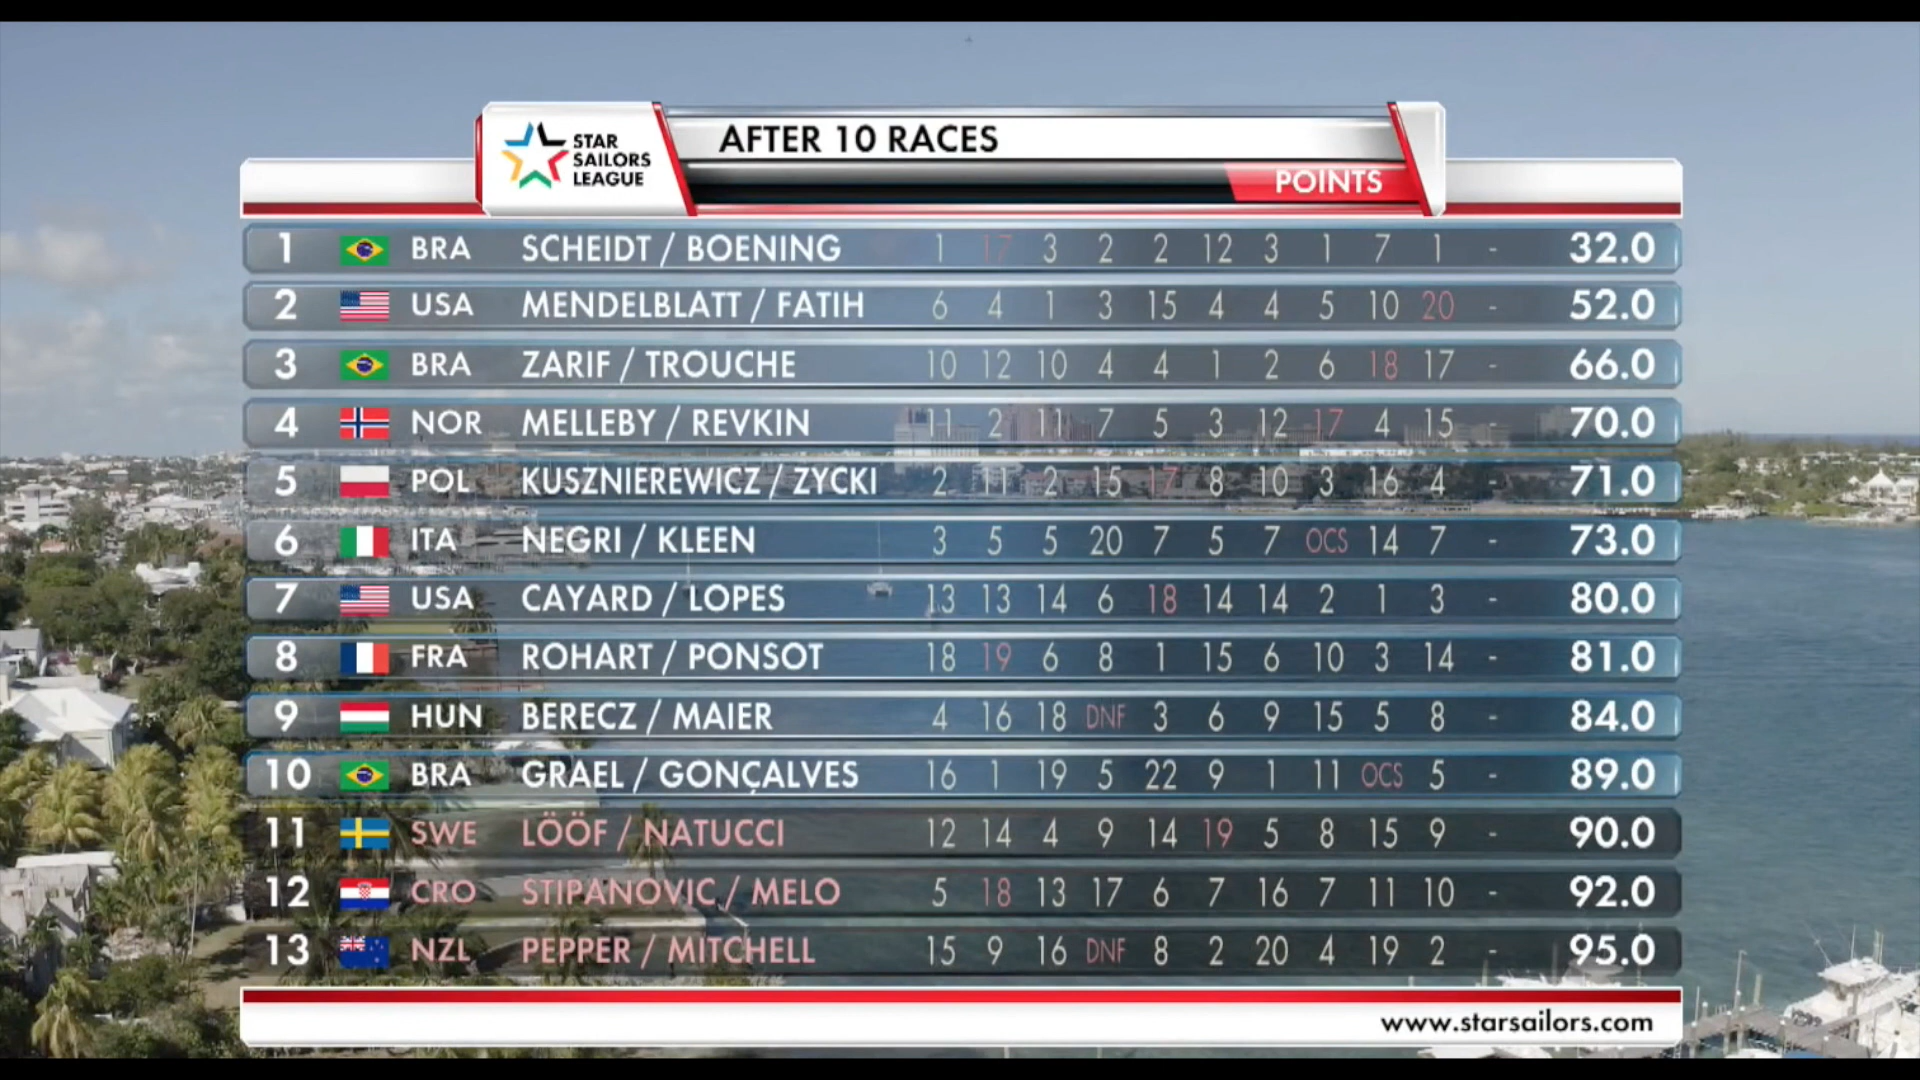 STAR
SAILORS
LEAGUE
AFTER 10 RACES
POINTS
1 BRA SCHEIDT / BOENING 1 17 3 2 2 12 3 1 7 1 - 32.0
2 USA MENDELBLATT / FATIH 6 4 1 3 15 4 4 5 10 20 - 52.0
3 BRA ZARIF / TROUCHE 10 12 10 4 4 1 2 6 18 17 - 66.0
4 NOR MELLEBY / REVKIN 11 2 11 7 5 3 12 17 4 15 - 70.0
5 POL KUSZNIEREWICZ / ZYCKI 2 11 2 15 17 8 10 3 16 4 - 71.0
6 ITA NEGRI / KLEEN 3 5 5 20 7 5 7 OCS 14 7 - 73.0
7 USA CAYARD / LOPES 13 13 14 6 18 14 14 2 1 3 - 80.0
8 FRA ROHART / PONSOT 18 19 6 8 1 15 6 10 3 14 - 81.0
9 HUN BERECZ / MAIER 4 16 18 DNF 3 6 9 15 5 8 - 84.0
10 BRA GRAEL / GONÇALVES 16 1 19 5 22 9 1 11 OCS 5 - 89.0
11 SWE LÖÖF / NATUCCI 12 14 4 9 14 19 5 8 15 9 - 90.0
12 CRO STIPANOVIC / MELO 5 18 13 17 6 7 16 7 11 10 - 92.0
13 NZL PEPPER / MITCHELL 15 9 16 DNF 8 2 20 4 19 2 - 95.0
www.starsailors.com